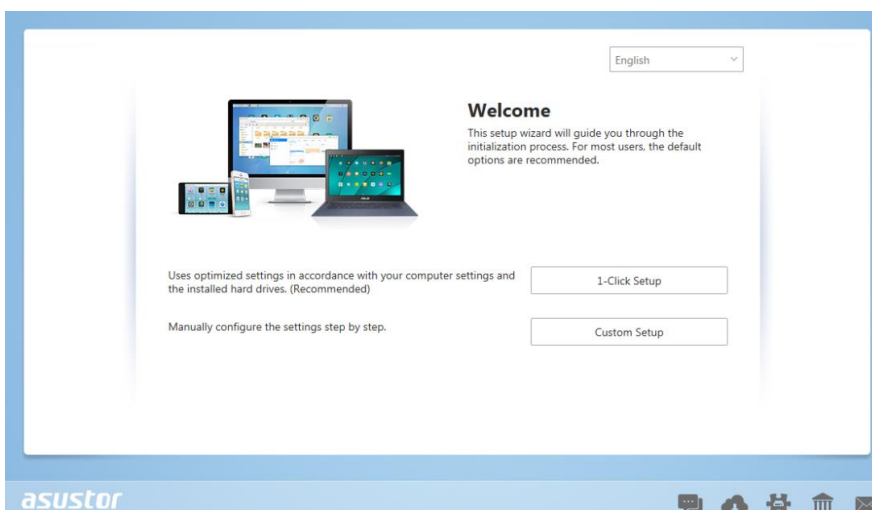 English
Welcome
This setup wizard will guide you through the
initialization process. For most users, the default
options are recommended.
Uses optimized settings in accordance with your computer settings and
the installed hard drives. (Recommended)
1-Click Setup
Manually configure the settings step by step.
Custom Setup
asustor